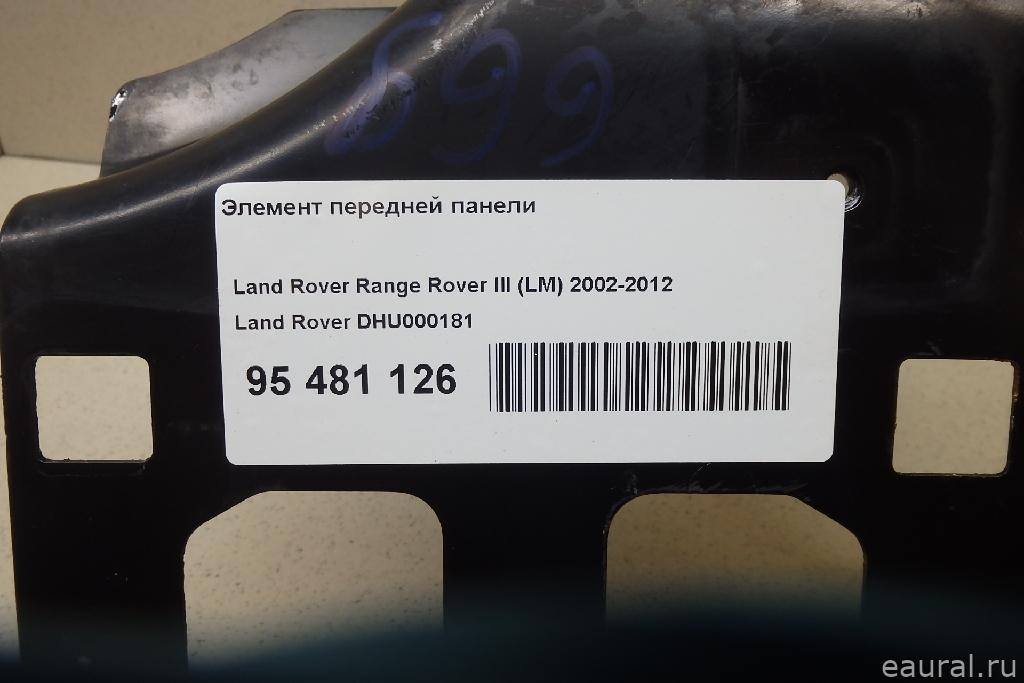 699
Элемент передней панели
Land Rover Range Rover III (LM) 2002-2012
Land Rover DHU000181
95 481 126
eaural.ru